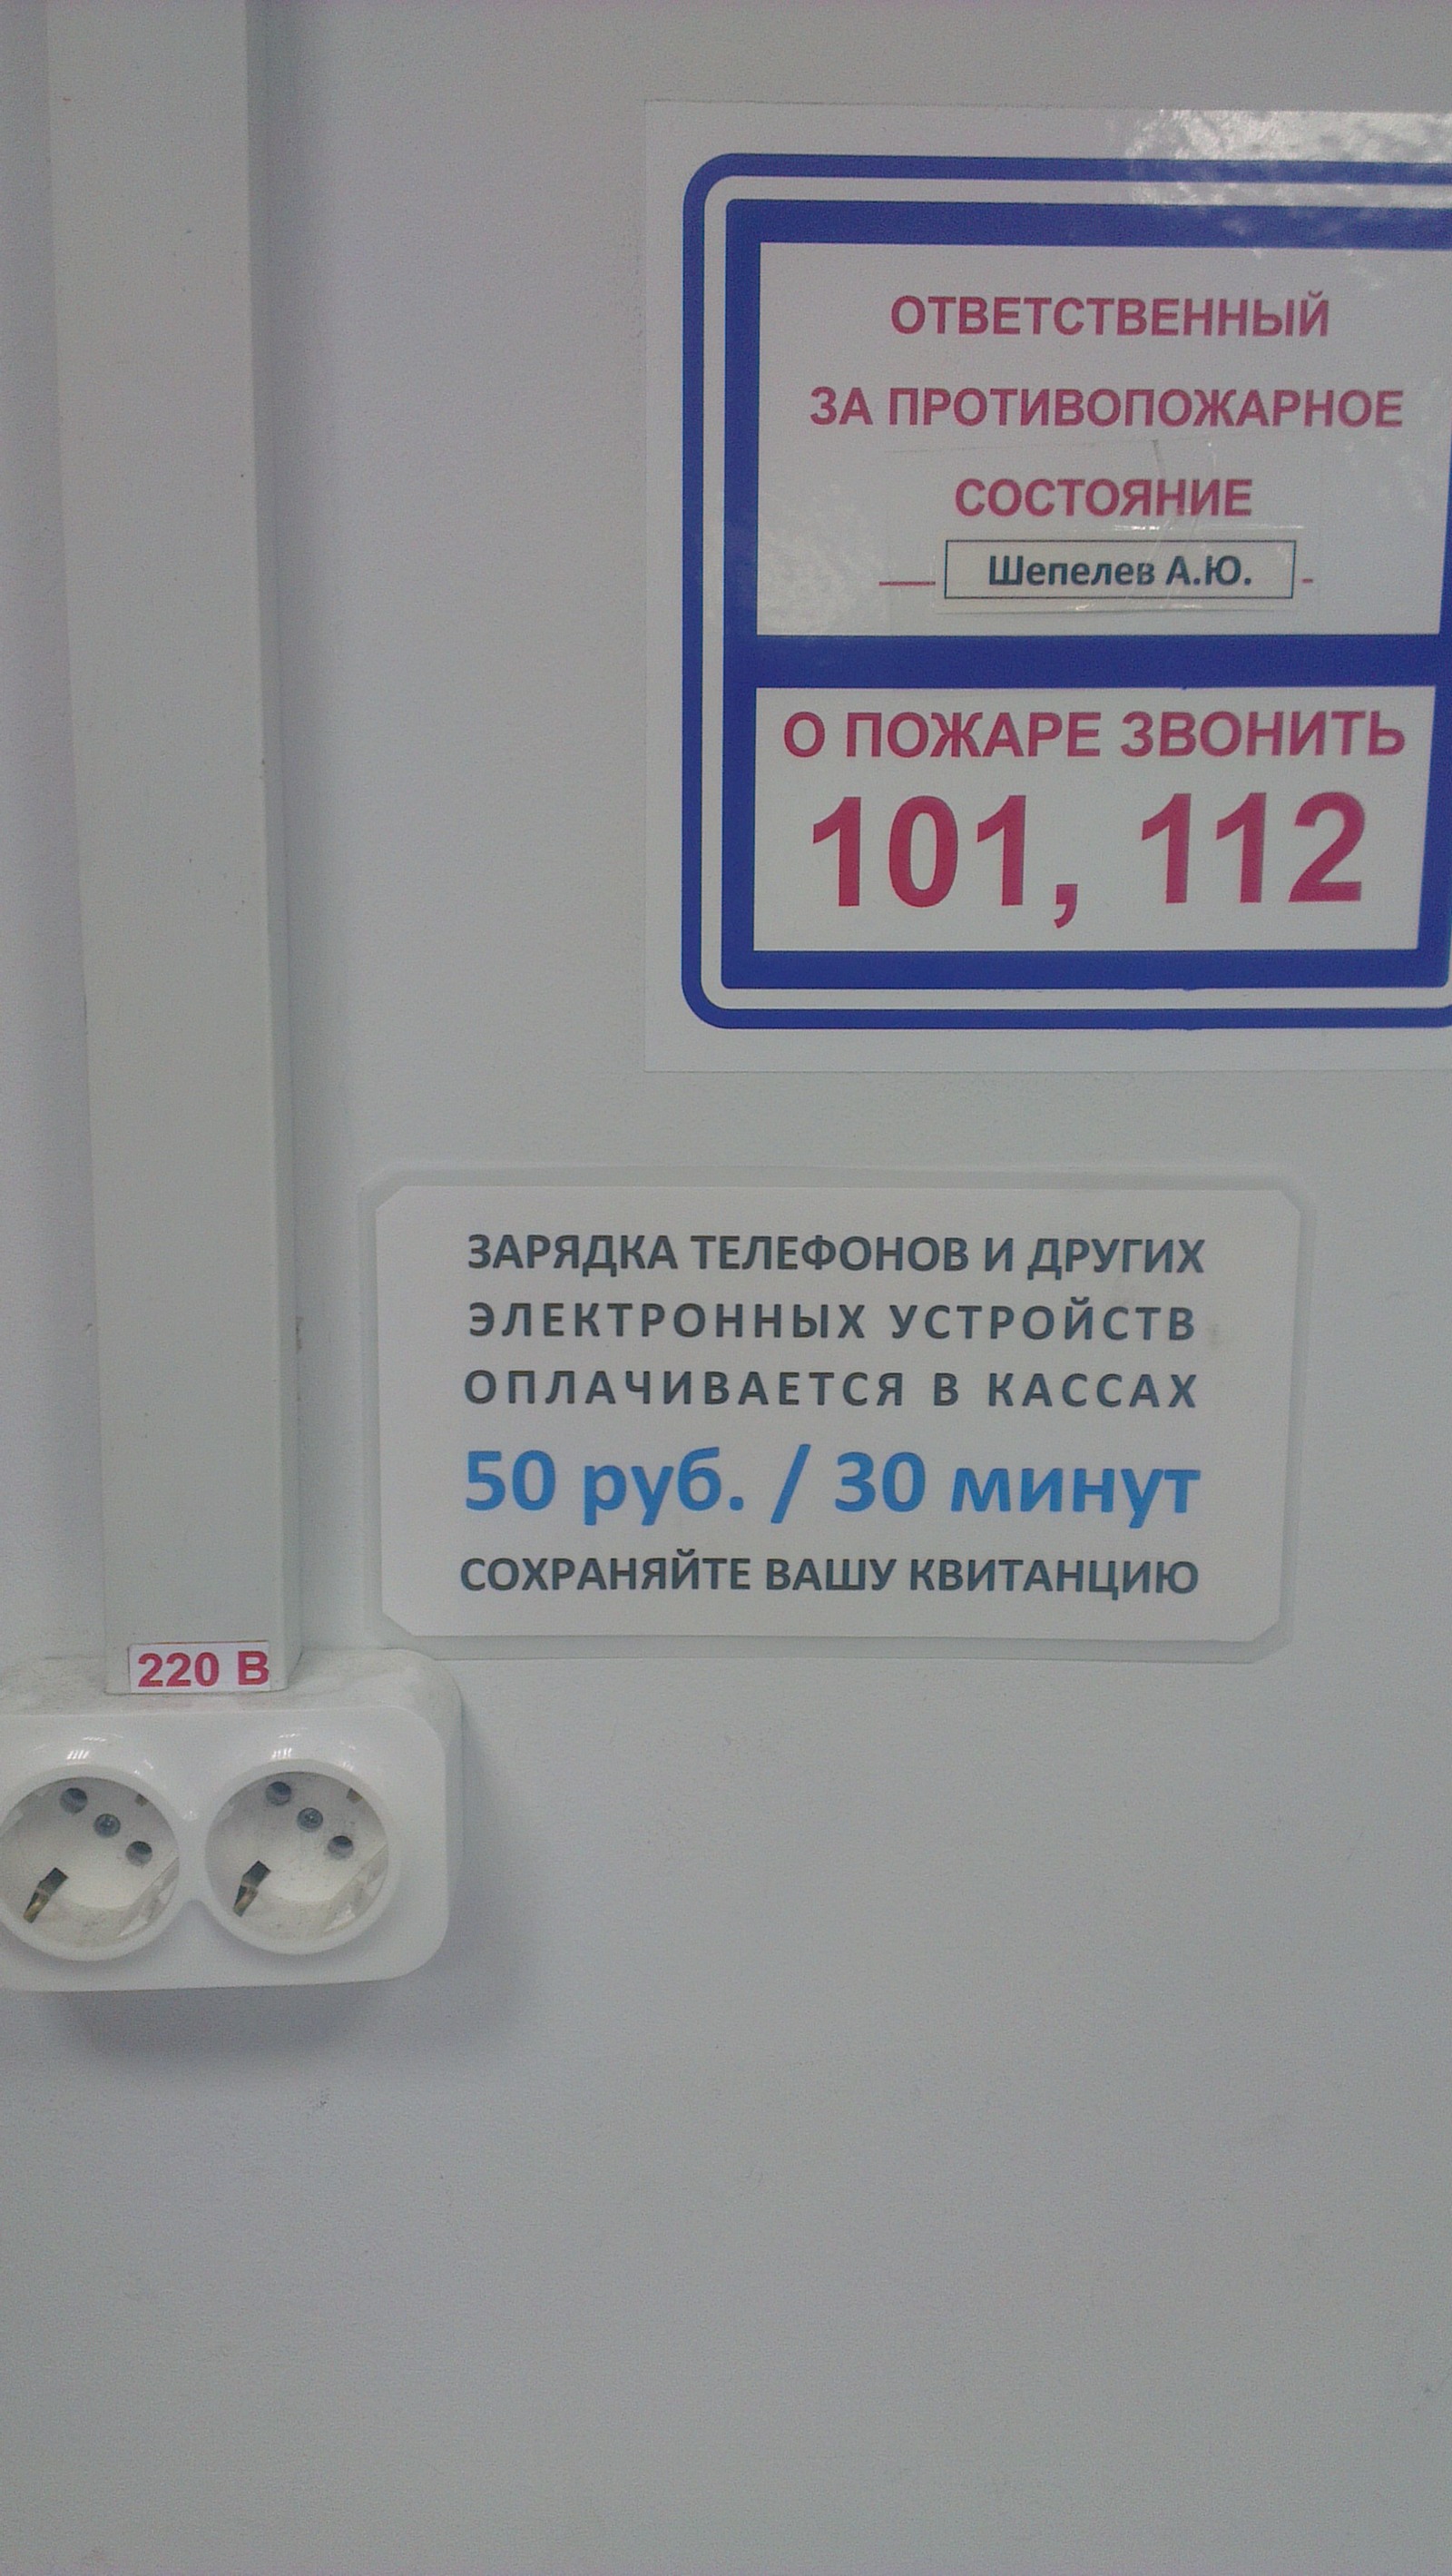 ОТВЕТСТВЕННЫЙ
ЗА ПРОТИВОПОЖАРНОЕ
СОСТОЯНИЕ
Шепелев А.Ю.
О ПОЖАРЕ ЗВОНИТЬ
101, 112
ЗАРЯДКА ТЕЛЕФОНОВ И ДРУГИХ
ЭЛЕКТРОННЫХ УСТРОЙСТВ
ОПЛАЧИВАЕТСЯ В КАССАХ
50 руб. / 30 минут
СОХРАНЯЙТЕ ВАШУ КВИТАНЦИЮ
220 В